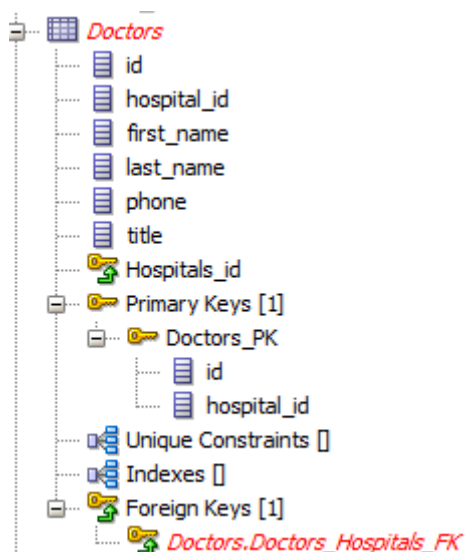 Doctors
id
hospital_id
first_name
last_name
phone
title
Hospitals_id
Primary Keys [1]
Doctors_PK
id
hospital_id
Unique Constraints []
Indexes []
Foreign Keys [1]
Doctors.Doctors_Hospitals_FK